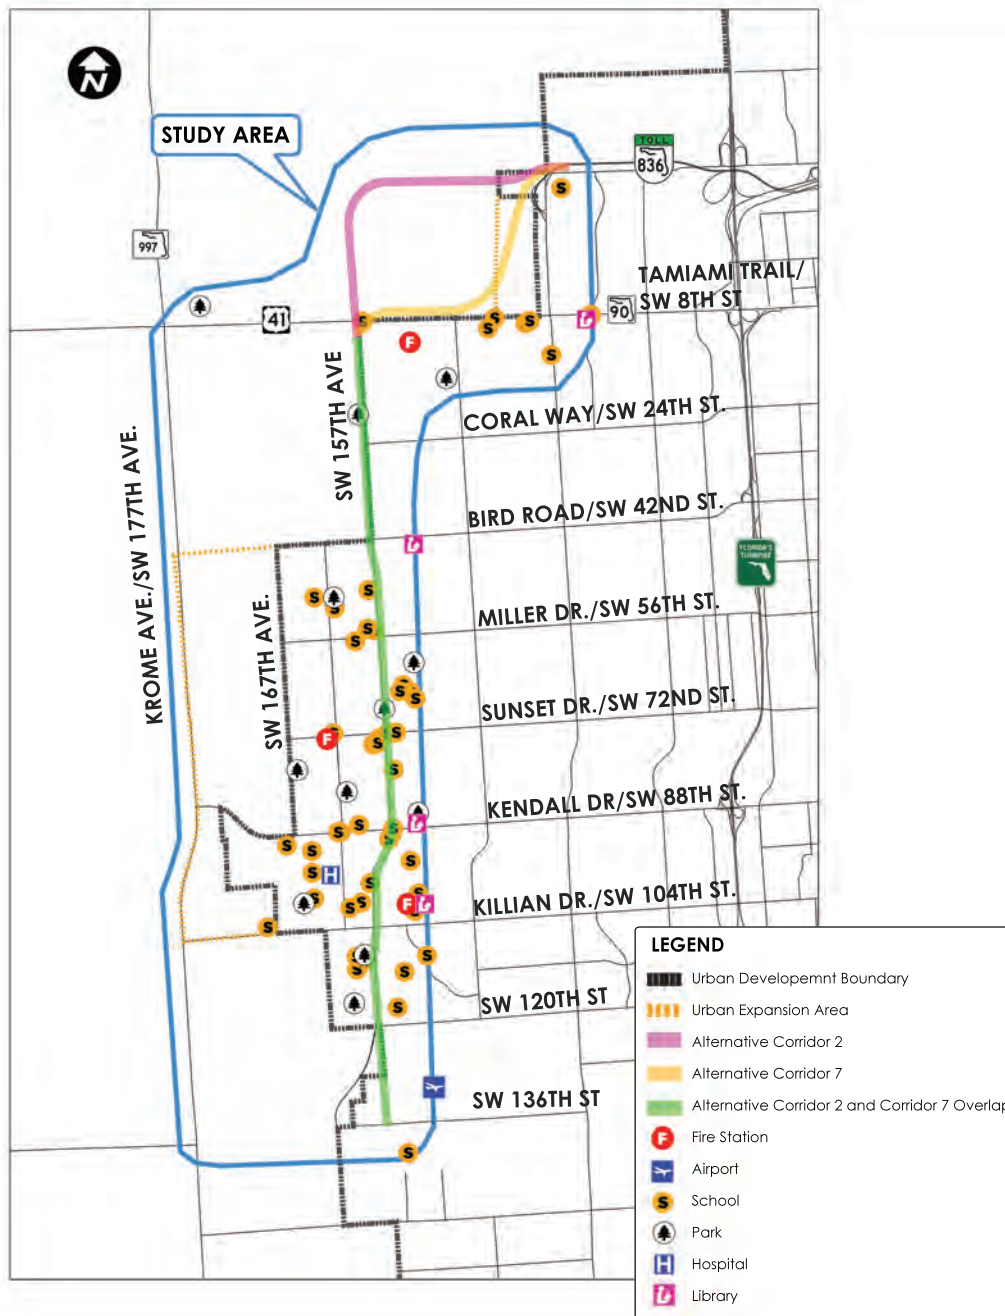 N
STUDY AREA
TOLL
836
997
TAMIAMI TRAIL/
SW 8TH ST
41
90
SW 157TH AVE
CORAL WAY/SW 24TH ST.
KROME AVE./SW 177TH AVE.
BIRD ROAD/SW 42ND ST.
FLORIDA'S
TURNPIKE
SW 167TH AVE.
MILLER DR./SW 56TH ST.
SUNSET DR./SW 72ND ST.
KENDALL DR/SW 88TH ST.
KILLIAN DR./SW 104TH ST.
SW 120TH ST
SW 136TH ST
LEGEND
Urban Developemnt Boundary
Urban Expansion Area
Alternative Corridor 2
Alternative Corridor 7
Alternative Corridor 2 and Corridor 7 Overlap
F Fire Station
Airport
S School
Park
H Hospital
Library